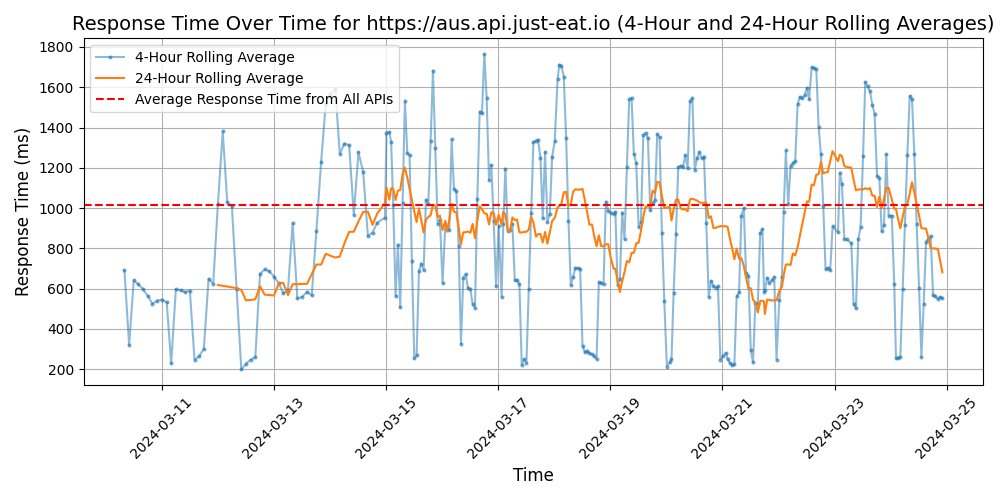 Response Time Over Time for https://aus.api.just-eat.io (4-Hour and 24-Hour Rolling Averages)
4-Hour Rolling Average
24-Hour Rolling Average
Average Response Time from All APIs
Response Time (ms)
1800
1600
1400
1200
1000
800
600
400
200
2024-03-11
2024-03-13
2024-03-15
2024-03-17
2024-03-19
2024-03-21
2024-03-23
2024-03-25
Time